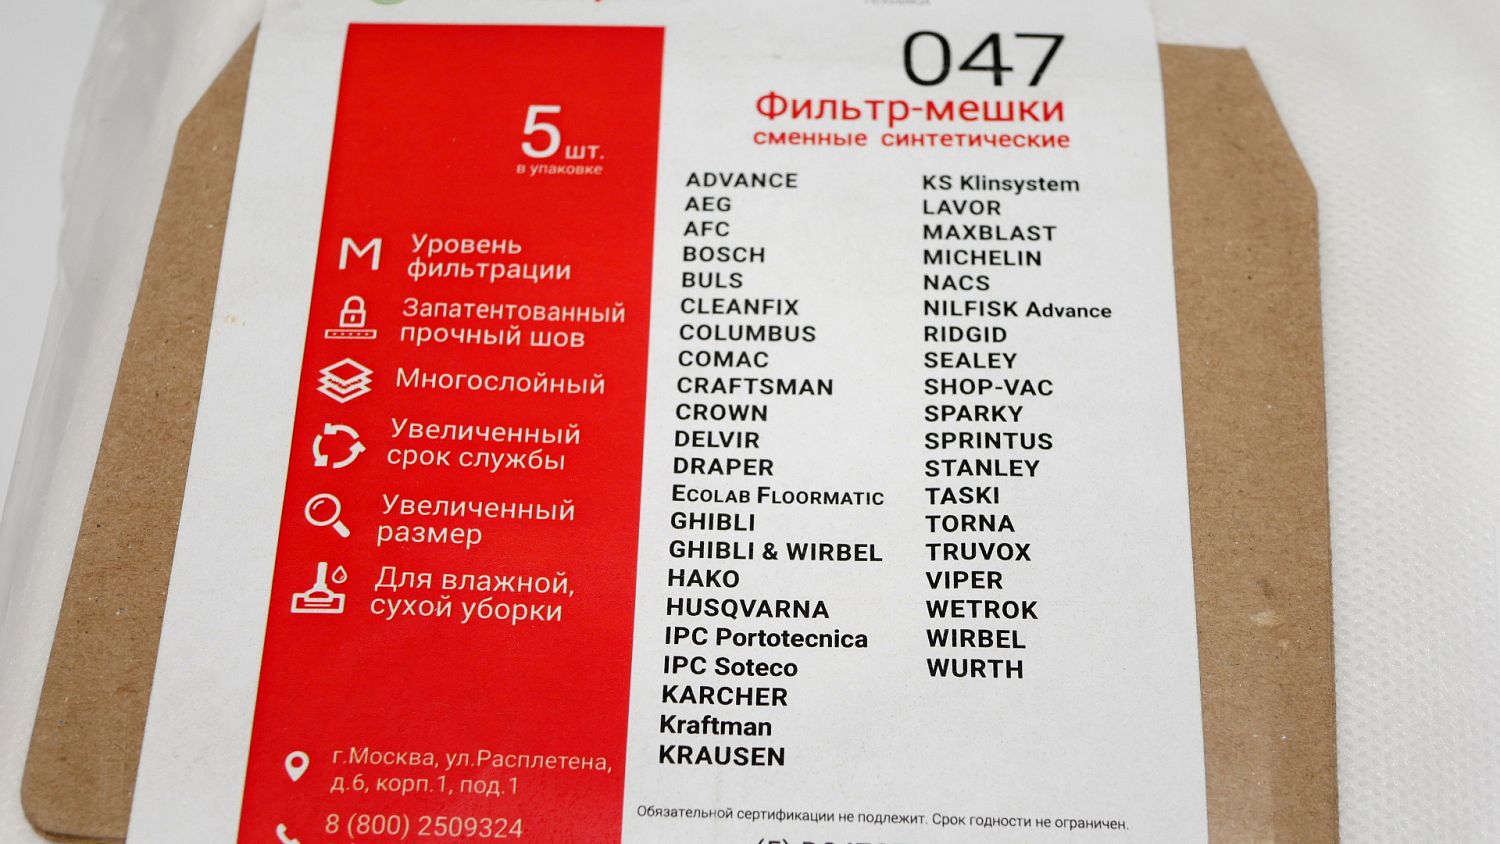 5 шт.
в упаковке
М Уровень
фильтрации
Запатентованный
прочный шов
Многослойный
Увеличенный
срок службы
Увеличенный
размер
Для влажной,
сухой уборки
г.Москва, ул.Расплетена,
д.6, корп.1, под.1
8 (800) 2509324
047
Фильтр-мешки
сменные синтетические
ADVANCE
AEG
AFC
BOSCH
BULS
CLEANFIX
COLUMBUS
COMAC
CRAFTSMAN
CROWN
DELVIR
DRAPER
ECOLAB FLOORMATIC
GHIBLI
GHIBLI & WIRBEL
HAKO
HUSQVARNA
IPC Portotecnica
IPC Soteco
KARCHER
Kraftman
KRAUSEN
KS Klinsystem
LAVOR
MAXBLAST
MICHELIN
NACS
NILFISK Advance
RIDGID
SEALEY
SHOP-VAC
SPARKY
SPRINTUS
STANLEY
TASKI
TORNA
TRUVOX
VIPER
WETROK
WIRBEL
WURTH
Обязательной сертификации не подлежит. Срок годности не ограничен.